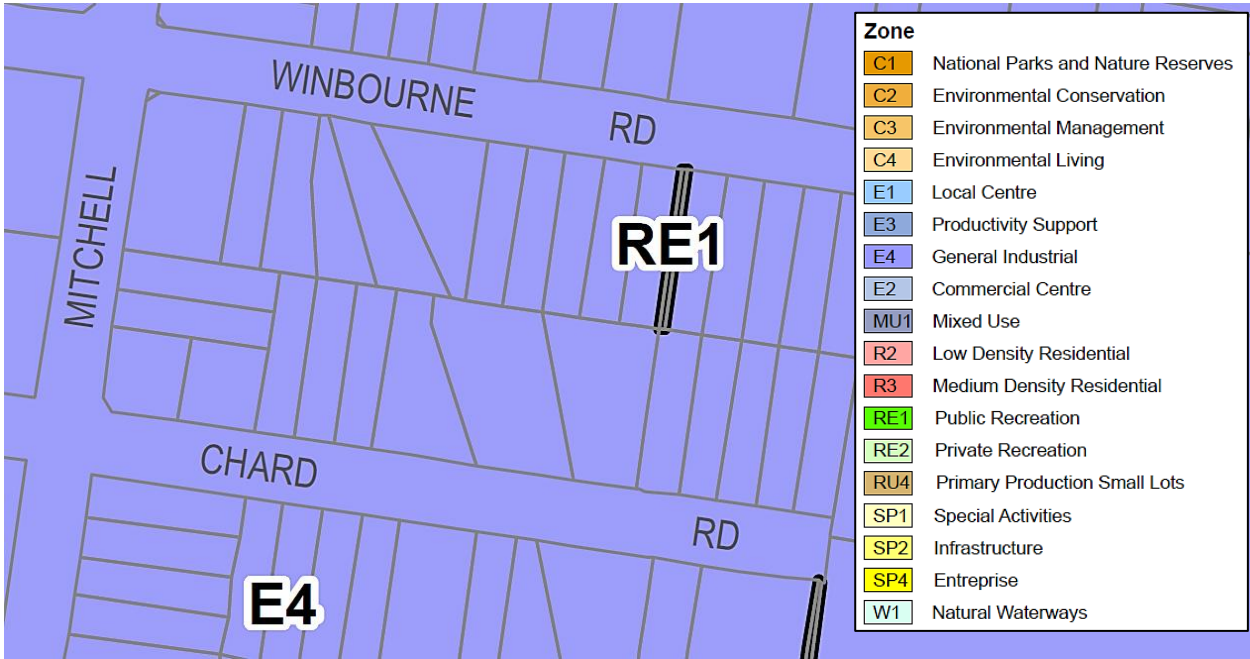 WINBOURNE RD
MITCHELL
RE1
CHARD RD
E4
Zone
C1 National Parks and Nature Reserves
C2 Environmental Conservation
C3 Environmental Management
C4 Environmental Living
E1 Local Centre
E3 Productivity Support
E4 General Industrial
E2 Commercial Centre
MU1 Mixed Use
R2 Low Density Residential
R3 Medium Density Residential
RE1 Public Recreation
RE2 Private Recreation
RU4 Primary Production Small Lots
SP1 Special Activities
SP2 Infrastructure
SP4 Entreprise
W1 Natural Waterways